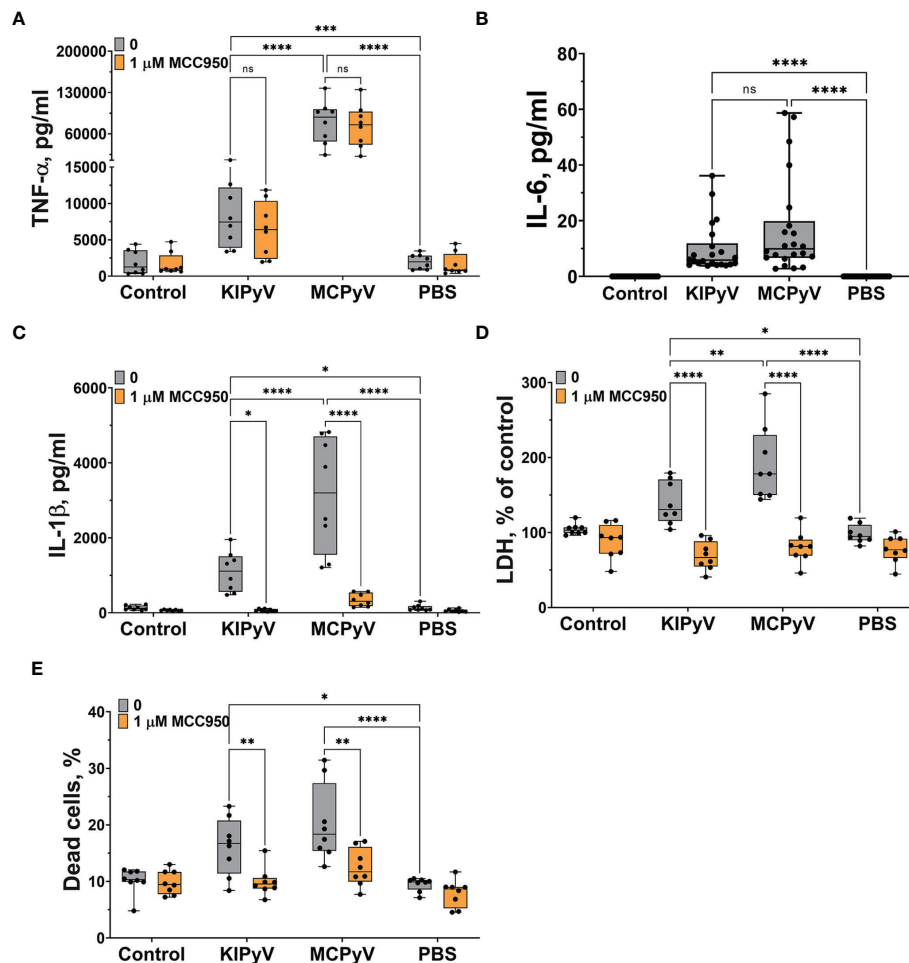 A
0
1 μM MCC950
TNF-α, pg/ml
200000
130000
60000
15000
10000
5000
0
***
****
****
ns
ns
Control
KIPyV
MCPyV
PBS
B
IL-6, pg/ml
80
60
40
20
0
****
ns
****
Control
KIPyV
MCPyV
PBS
C
0
1 μM MCC950
IL-1β, pg/ml
6000
4000
2000
0
*
****
****
*
****
Control
KIPyV
MCPyV
PBS
D
0
1 μM MCC950
LDH, % of control
300
200
100
0
*
**
****
****
****
Control
KIPyV
MCPyV
PBS
E
0
1 μM MCC950
Dead cells, %
40
30
20
10
0
*
****
**
**
Control
KIPyV
MCPyV
PBS